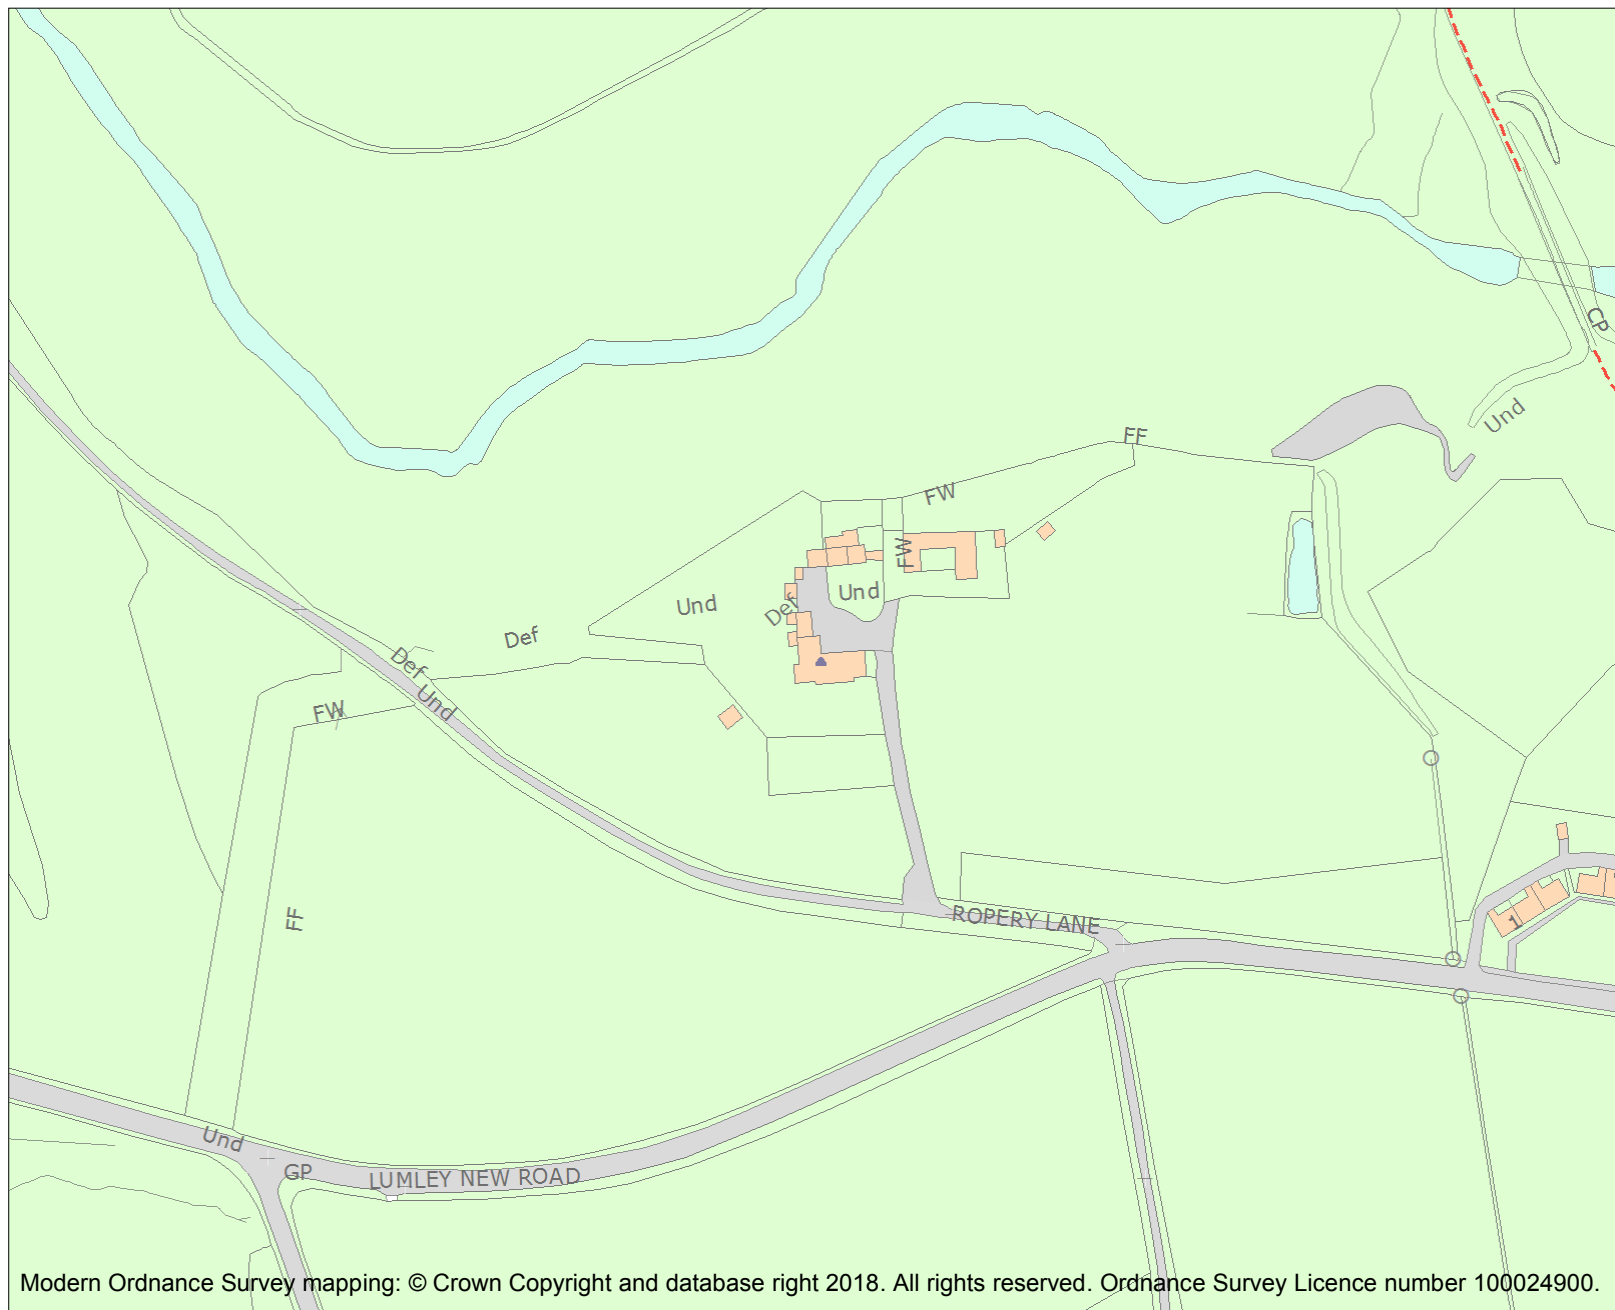 CP
Und
FF
FW
FW
Und
Def
Und
Def
Def
Und
FW
FF
ROPERY LANE
1
Und
GP
LUMLEY NEW ROAD
Modern Ordnance Survey mapping: © Crown Copyright and database right 2018. All rights reserved. Ordnance Survey Licence number 100024900.